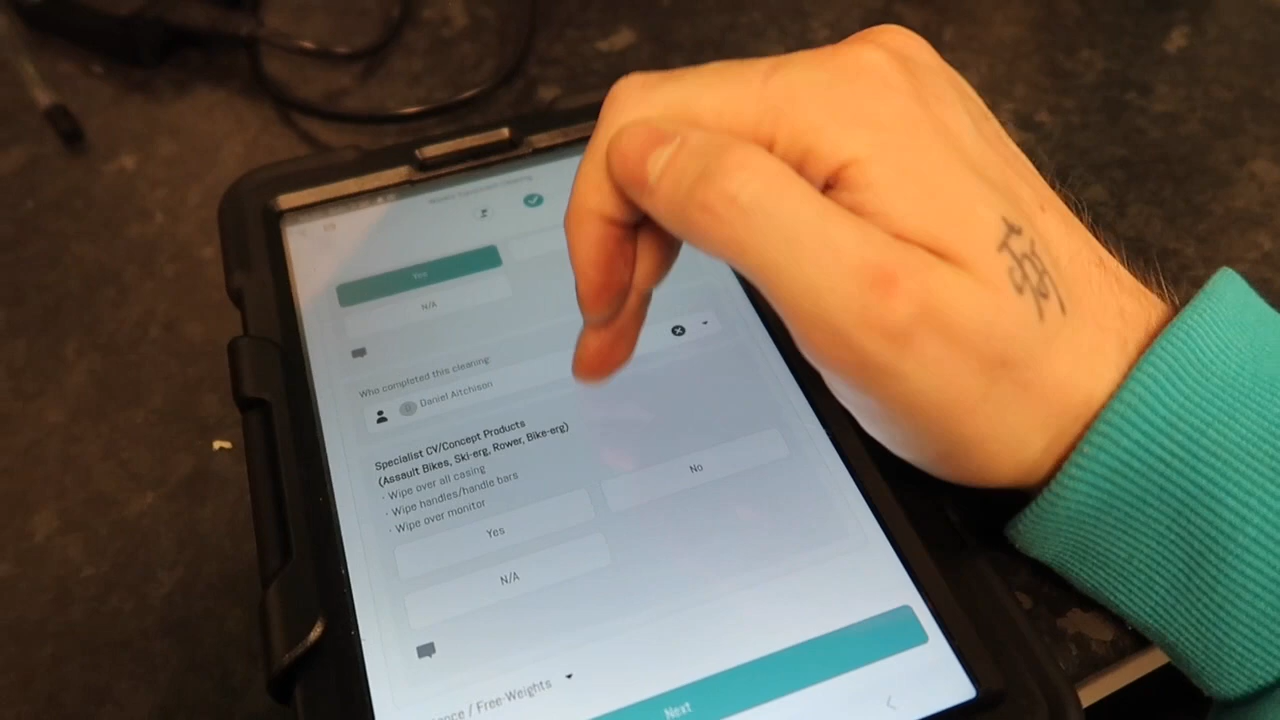 Yes
N/A
Who completed this cleaning
D Daniel Aitchison
Specialist CV/Concept Products
(Assault Bikes, Ski-erg, Rower, Bike-erg)
· Wipe over all casing
· Wipe handles/handle bars
· Wipe over monitor
Yes
No
N/A
/ Free-Weights
Next